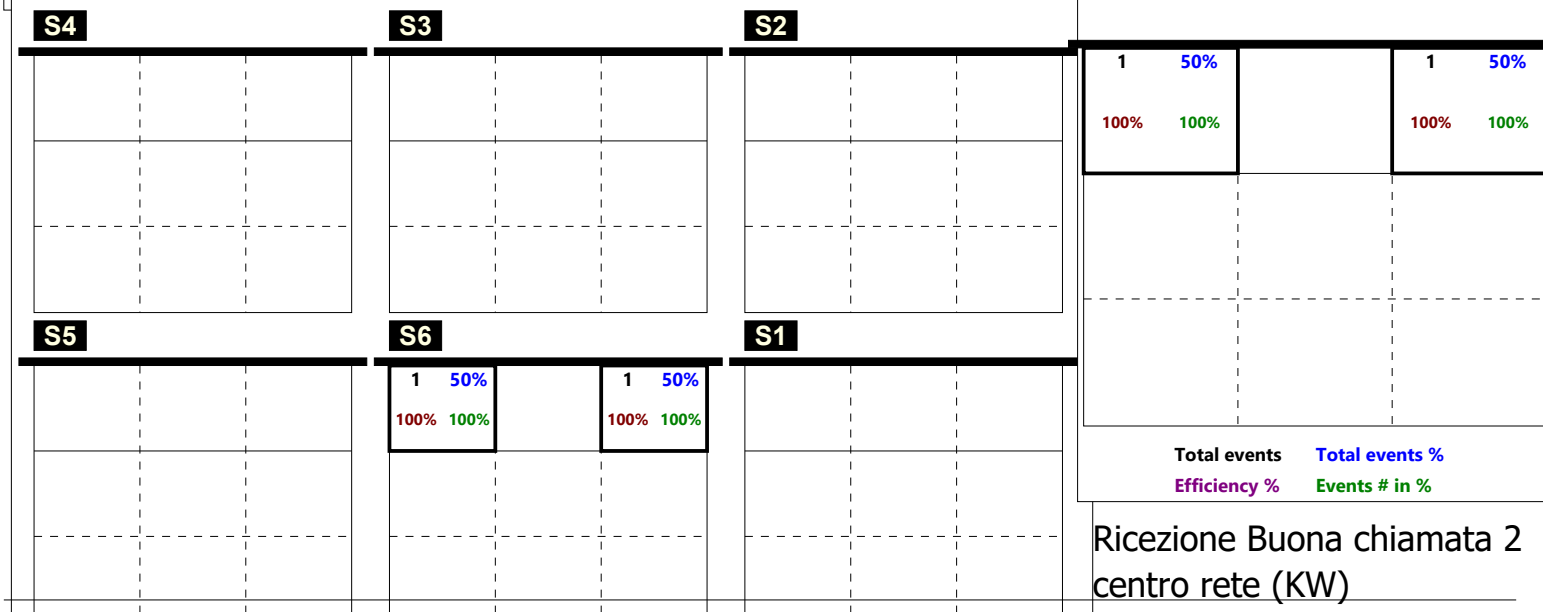 S4 S3 S2
1 50% 1 50%
100% 100% 100% 100%
S5 S6 S1
1 50% 1 50%
100% 100% 100% 100%
Total events Total events %
Efficiency % Events # in %
Ricezione Buona chiamata 2
centro rete (KW)